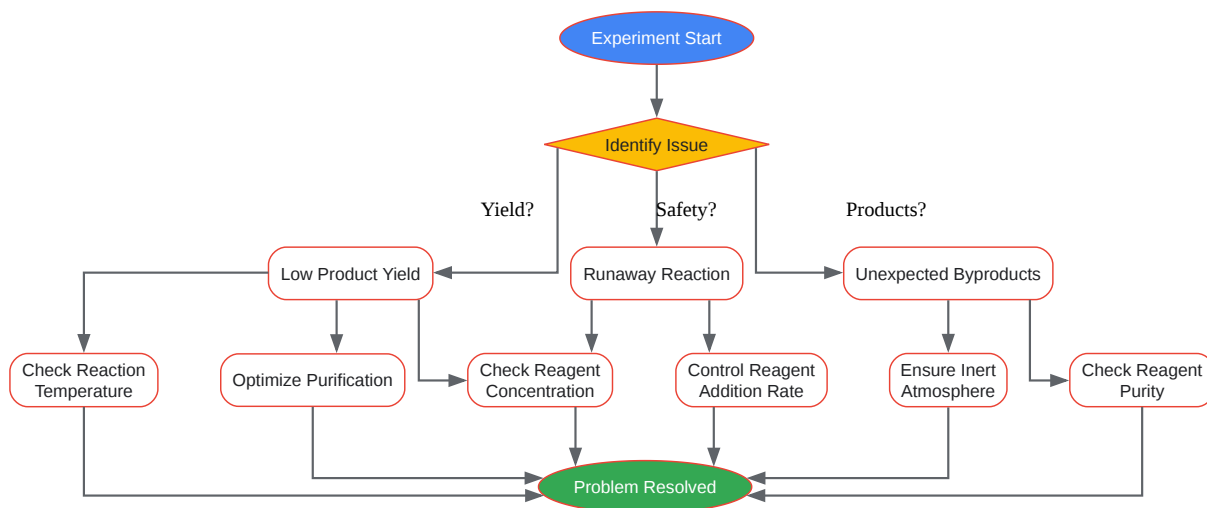 Experiment Start
Identify Issue
Yield?
Safety?
Products?
Low Product Yield
Runaway Reaction
Unexpected Byproducts
Check Reaction
Temperature
Optimize Purification
Check Reagent
Concentration
Control Reagent
Addition Rate
Ensure Inert
Atmosphere
Check Reagent
Purity
Problem Resolved